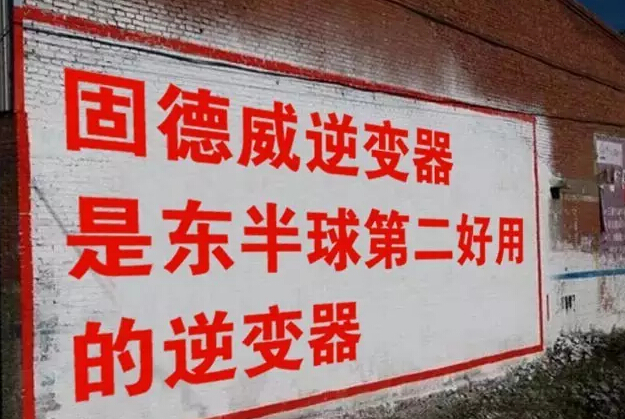 固德威逆变器
是东半球第二好用
的逆变器